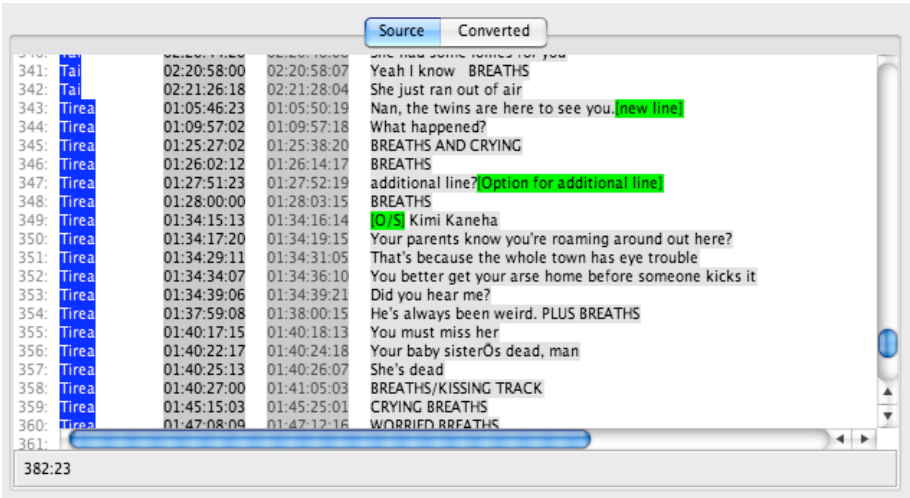 Source Converted
She had some lollies for you
341: Tai 02:20:58:00 02:20:58:07 Yeah I know BREATHS
342: Tai 02:21:26:18 02:21:28:04 She just ran out of air
343: Tirea 01:05:46:23 01:05:50:19 Nan, the twins are here to see you.[new line]
344: Tirea 01:09:57:02 01:09:57:18 What happened?
345: Tirea 01:25:27:02 01:25:38:20 BREATHS AND CRYING
346: Tirea 01:26:02:12 01:26:14:17 BREATHS
347: Tirea 01:27:51:23 01:27:52:19 additional line?[Option for additional line]
348: Tirea 01:28:00:00 01:28:03:15 BREATHS
349: Tirea 01:34:15:13 01:34:16:14 [O/S] Kimi Kaneha
350: Tirea 01:34:17:20 01:34:19:15 Your parents know you're roaming around out here?
351: Tirea 01:34:29:11 01:34:31:05 That's because the whole town has eye trouble
352: Tirea 01:34:34:07 01:34:36:10 You better get your arse home before someone kicks it
353: Tirea 01:34:39:06 01:34:39:21 Did you hear me?
354: Tirea 01:37:59:08 01:38:00:15 He's always been weird. PLUS BREATHS
355: Tirea 01:40:17:15 01:40:18:13 You must miss her
356: Tirea 01:40:22:17 01:40:24:18 Your baby sisterÕs dead, man
357: Tirea 01:40:25:13 01:40:26:07 She's dead
358: Tirea 01:40:27:00 01:41:05:03 BREATHS/KISSING TRACK
359: Tirea 01:45:15:03 01:45:25:01 CRYING BREATHS
360: Tirea 01:47:08:09 01:47:12:16 WORRIED BREATHS
361:
382:23